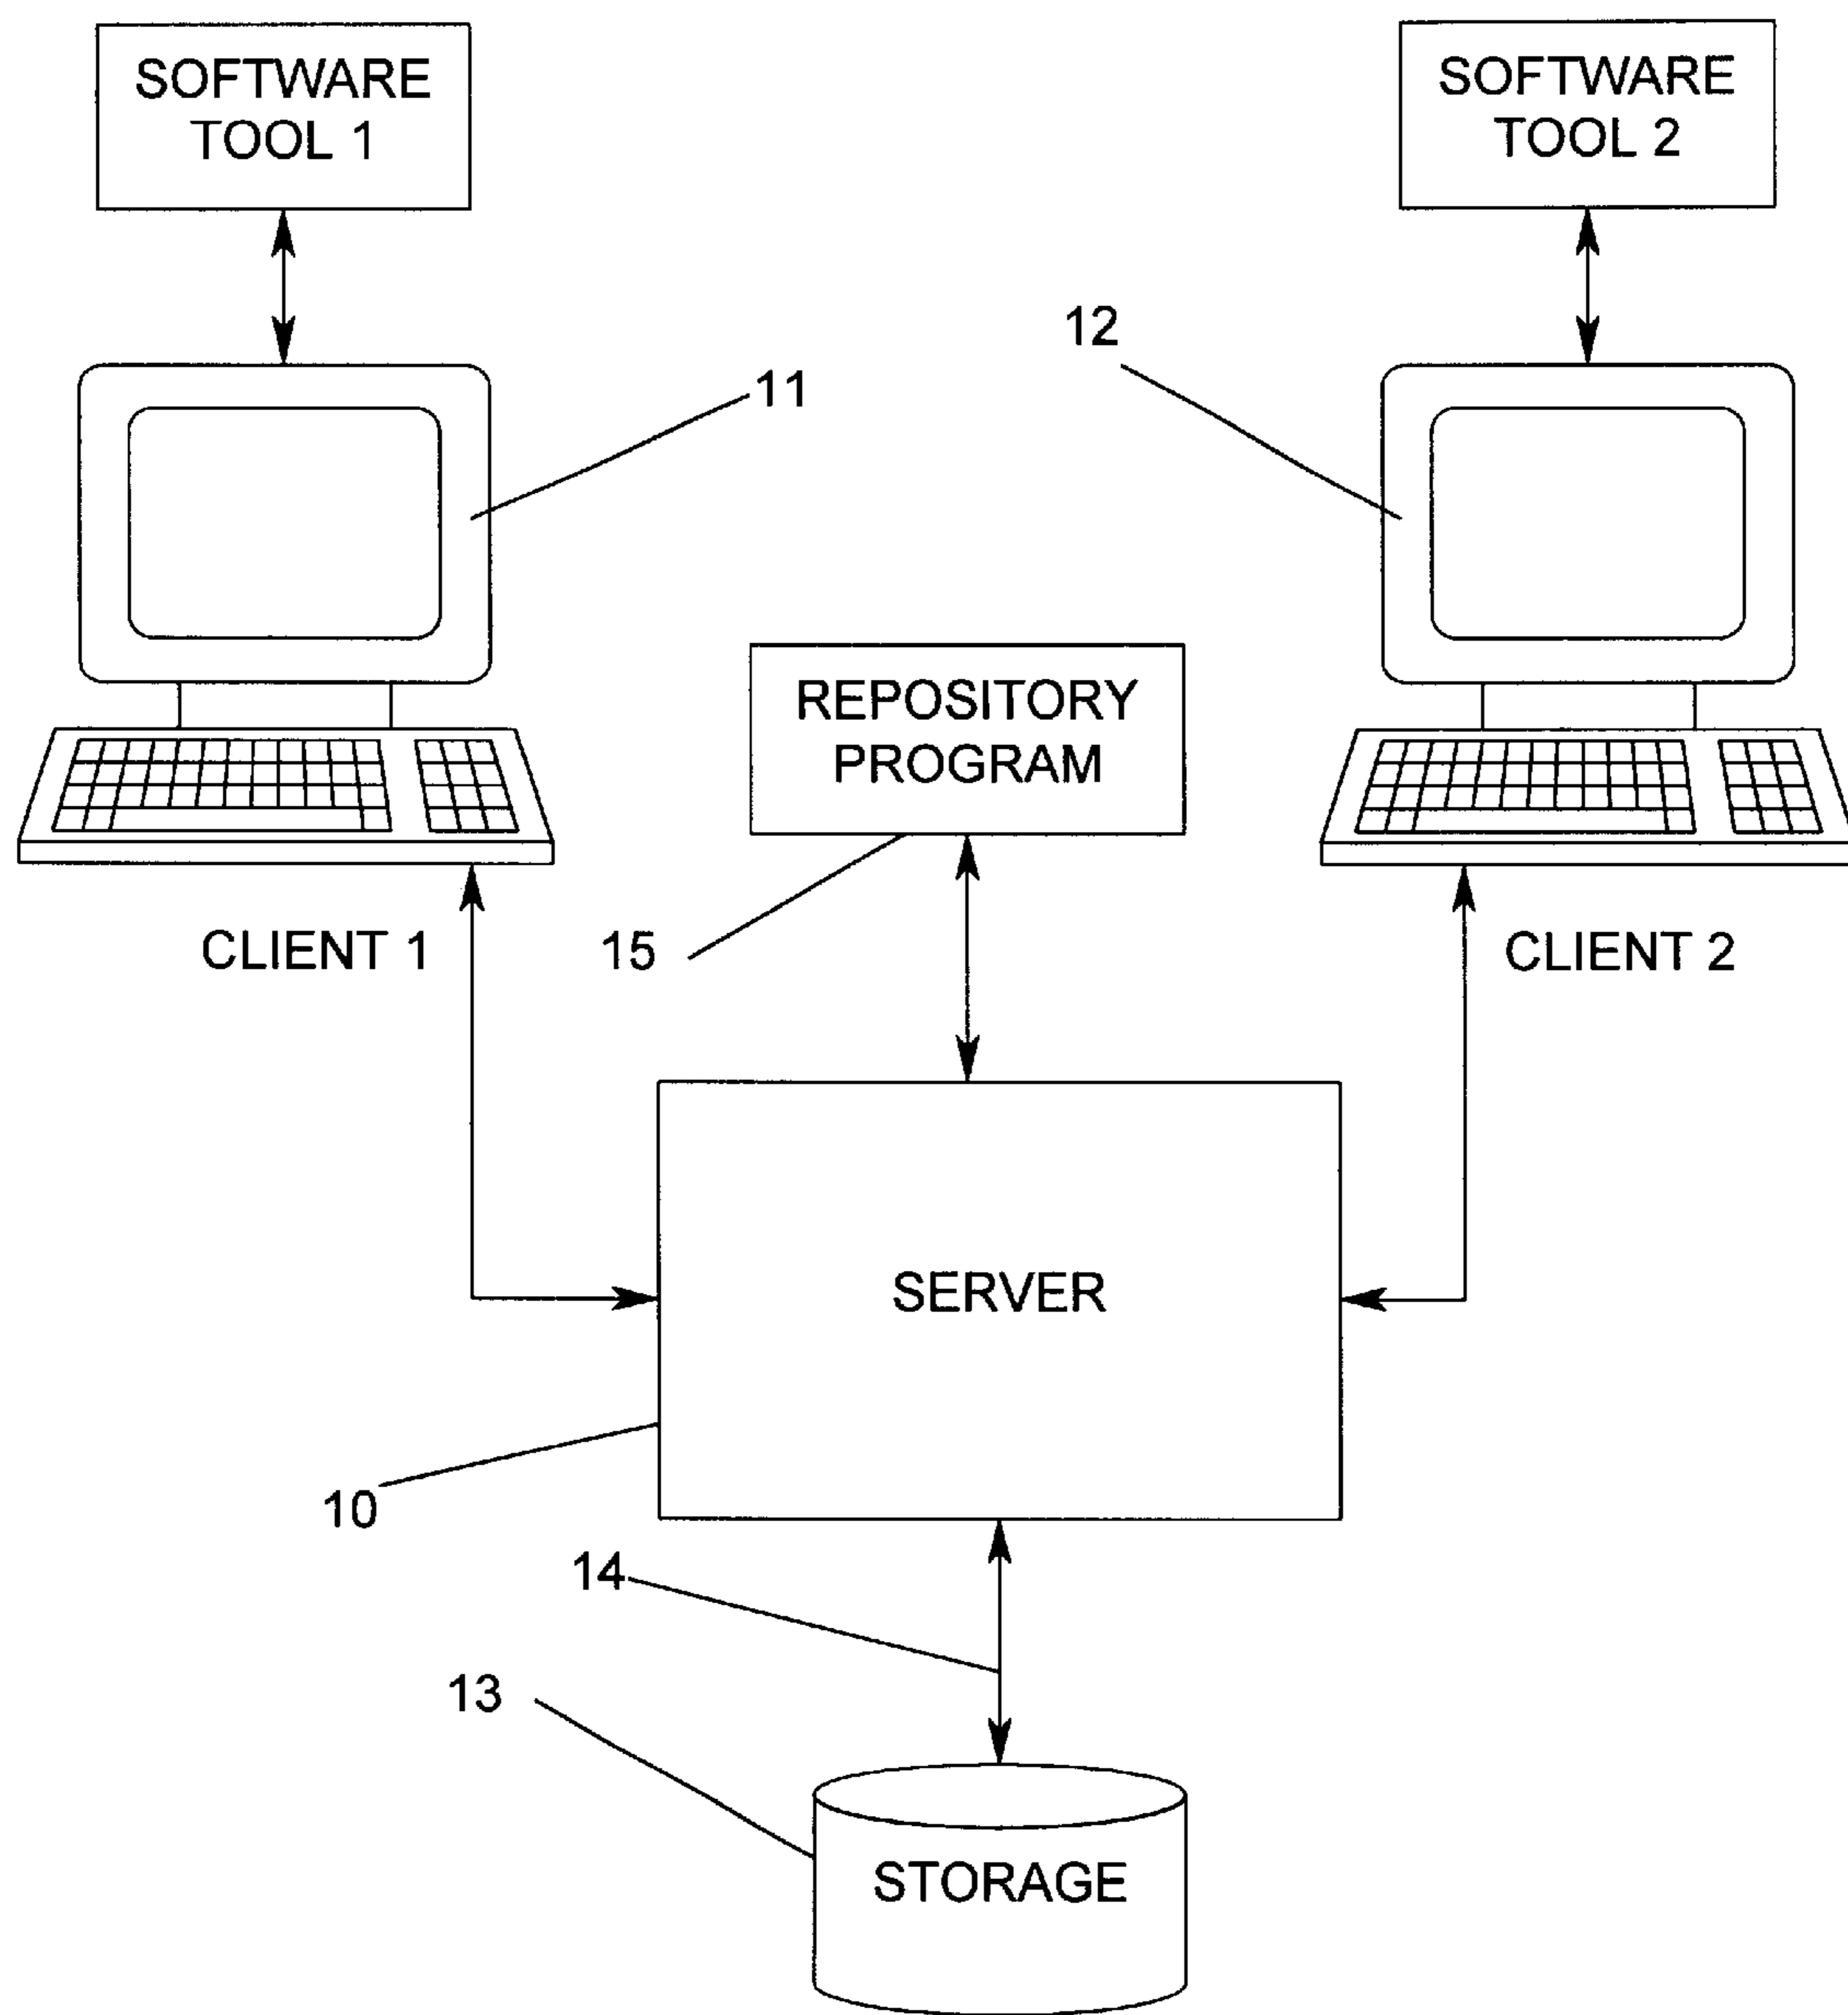 SOFTWARE
TOOL 1
SOFTWARE
TOOL 2
12
11
REPOSITORY
PROGRAM
CLIENT 1
15
CLIENT 2
SERVER
10
14
13
STORAGE